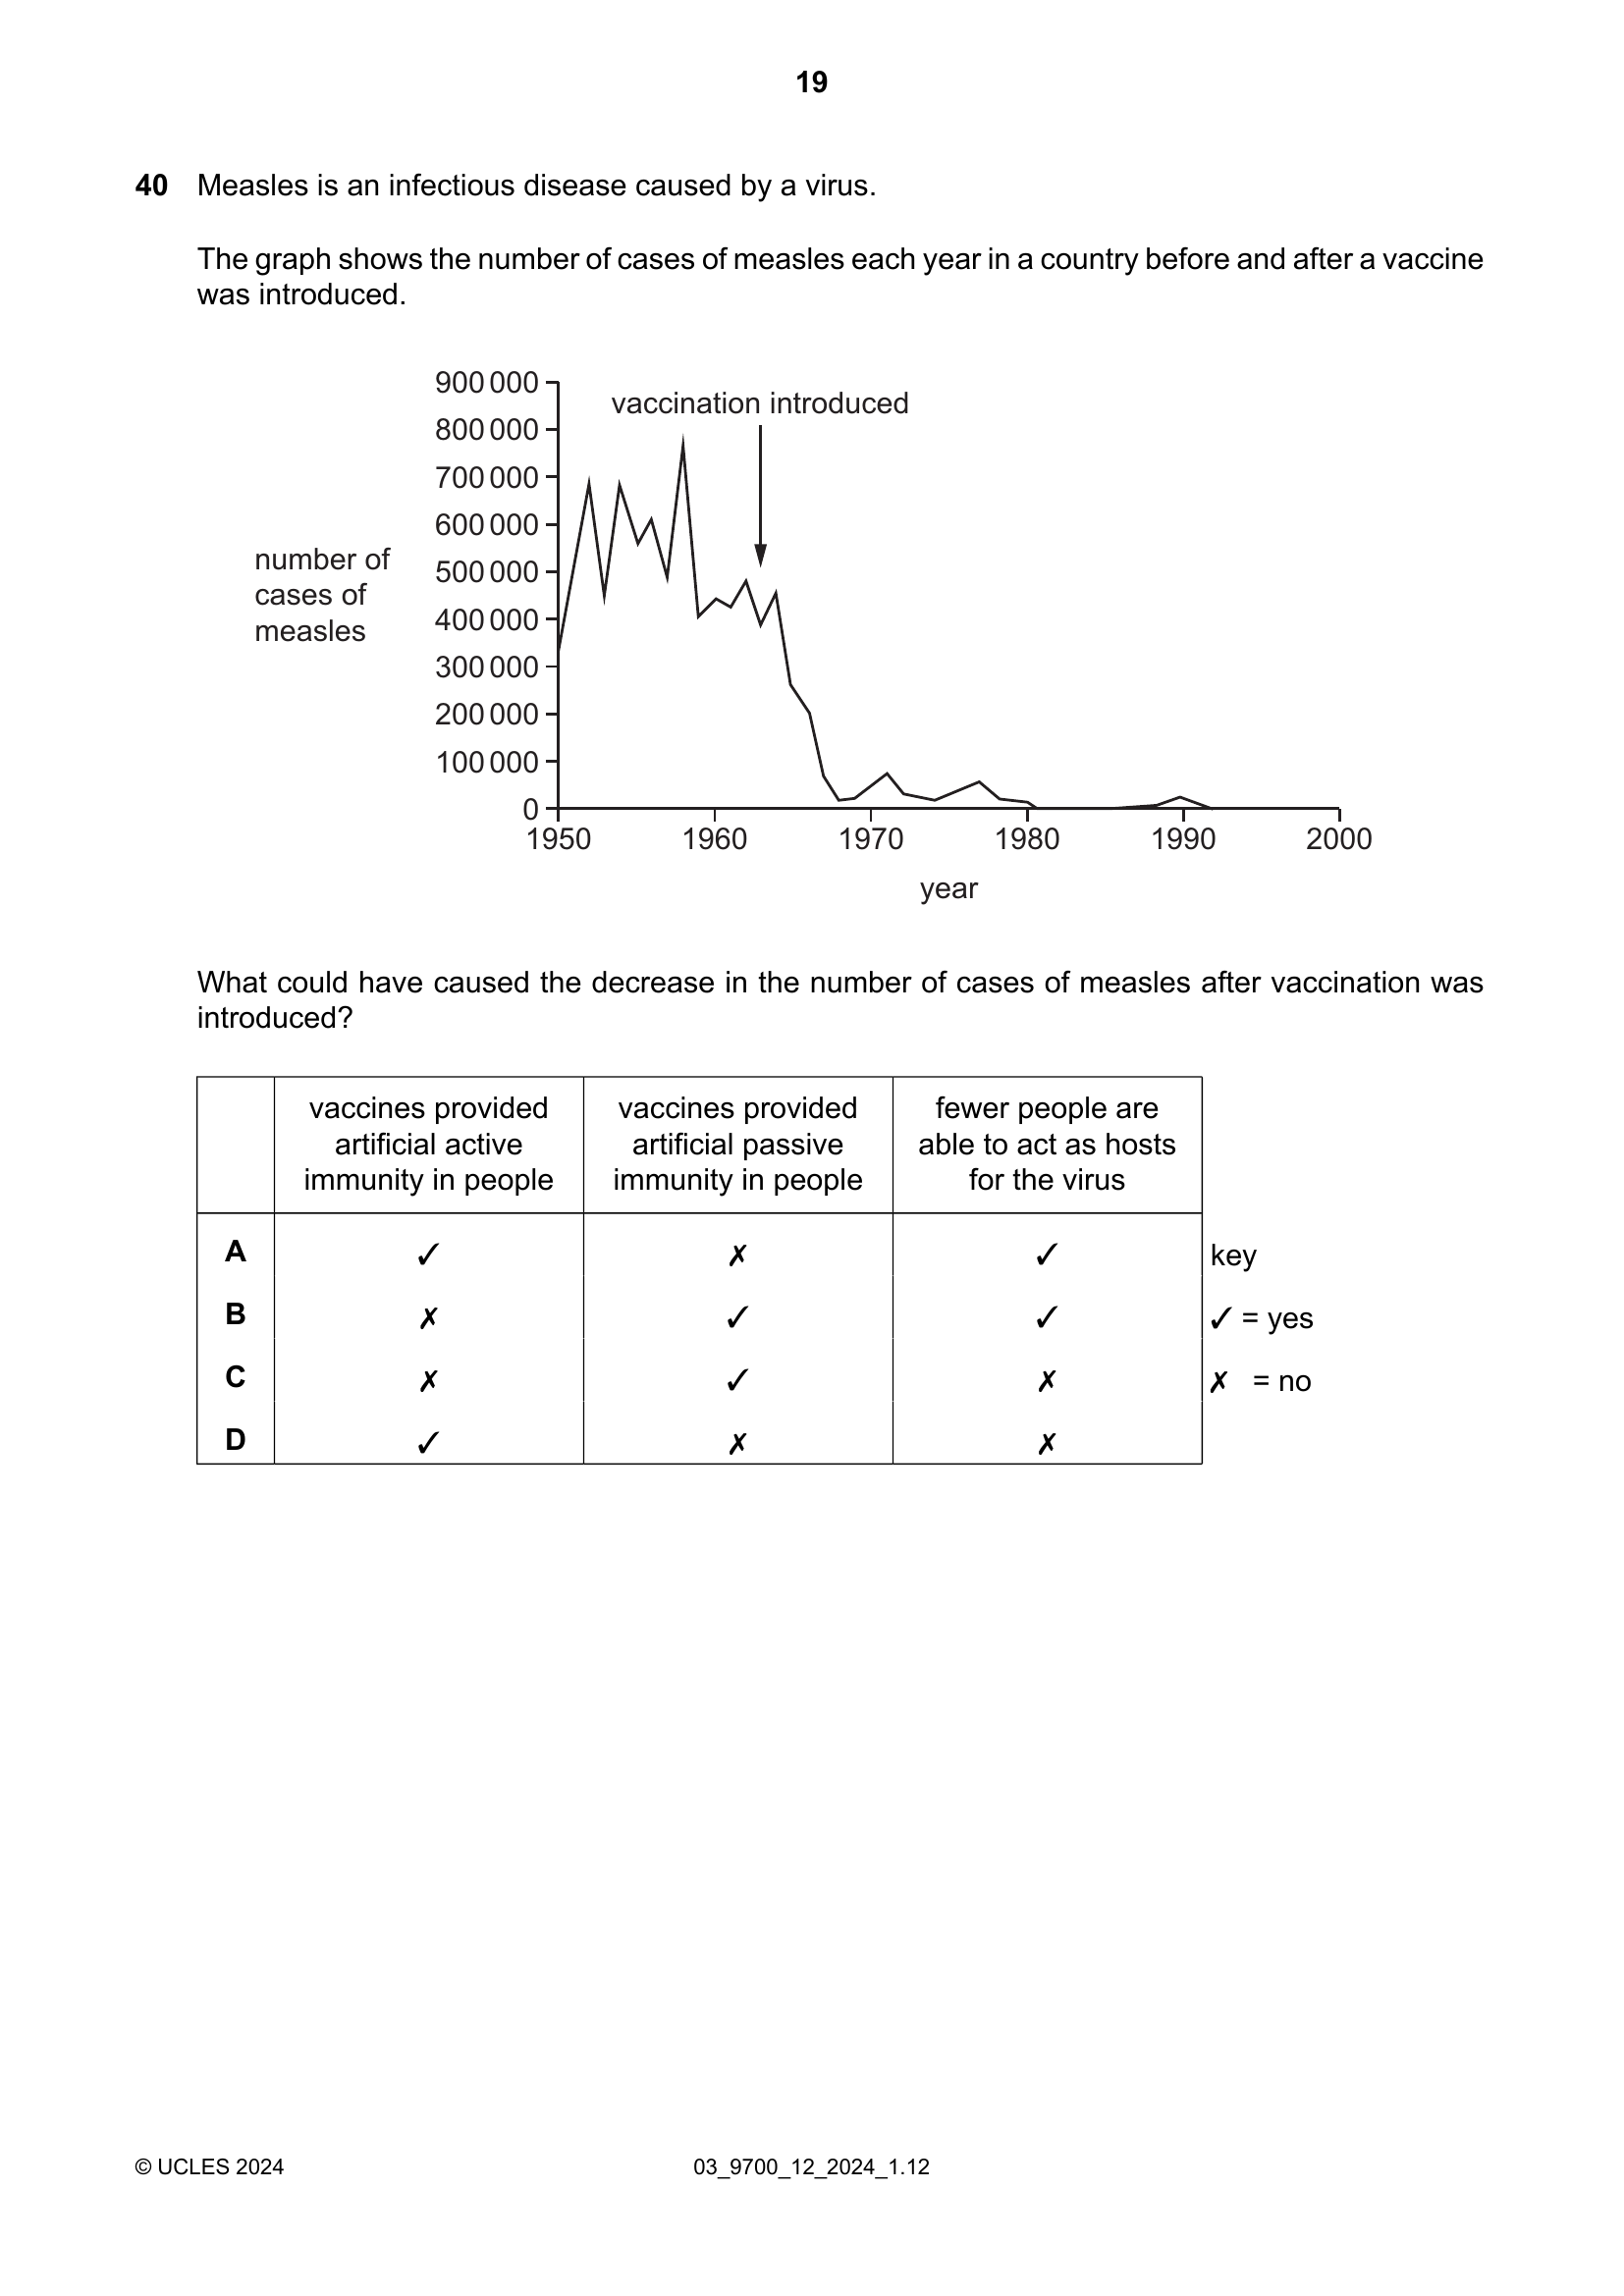 19
40 Measles is an infectious disease caused by a virus.
The graph shows the number of cases of measles each year in a country before and after a vaccine
was introduced.
900 000
vaccination introduced
800 000
700 000
600 000
number of
cases of
measles
500 000
400 000
300 000
200 000
100 000
0
1950 1960 1970 1980 1990 2000
year
What could have caused the decrease in the number of cases of measles after vaccination was
introduced?
vaccines provided artificial active immunity in people
vaccines provided artificial passive immunity in people
fewer people are able to act as hosts for the virus
A ✓ ✗ ✓ key
B ✗ ✓ ✓ ✓ = yes
C ✗ ✓ ✗ ✗ = no
D ✓ ✗ ✗
© UCLES 2024 03_9700_12_2024_1.12